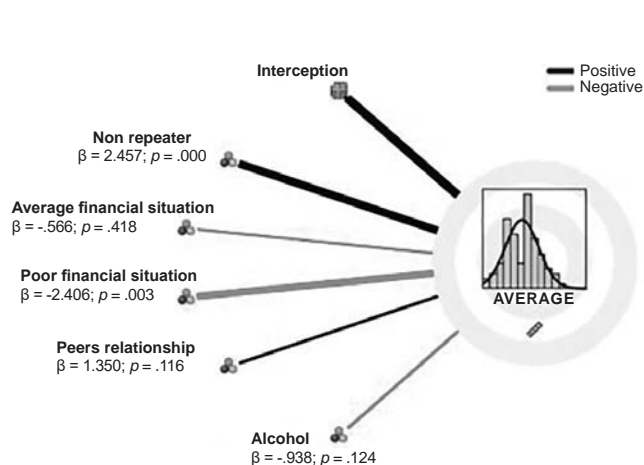 Interception
Positive
Negative
Non repeater
β = 2.457; p = .000
Average financial situation
β = -.566; p = .418
Poor financial situation
β = -2.406; p = .003
AVERAGE
Peers relationship
β = 1.350; p = .116
Alcohol
β = -.938; p = .124